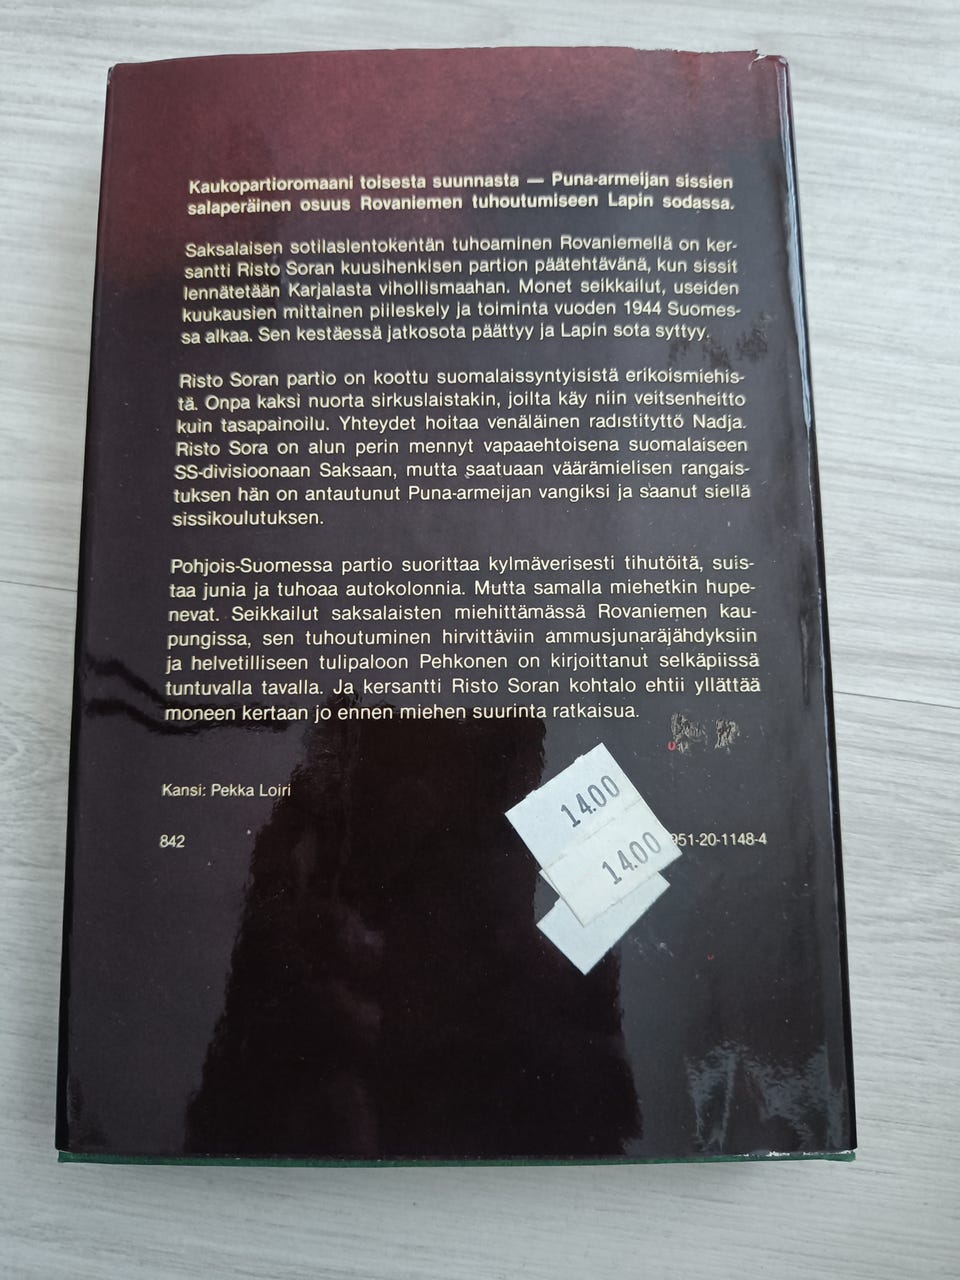 Kaukopartioromaani toisesta suunnasta — Puna-armeijan sissien
salaperäinen osuus Rovaniemen tuhoutumiseen Lapin sodassa.
Saksalaisen sotilaslentokentän tuhoaminen Rovaniemellä on ker-
santti Risto Soran kuusihenkisen partion päätehtävänä, kun sissit
lennätetään Karjalasta vihollismaahan. Monet seikkailut, useiden
kuukausien mittainen piileskely ja toiminta vuoden 1944 Suomes-
sa alkaa. Sen kestäessä jatkosota päättyy ja Lapin sota syttyy.
Risto Soran partio on koottu suomalaissyntyisistä erikoismiehis-
tä. Onpa kaksi nuorta sirkuslaistakin, joilta käy niin veitsenheitto
kuin tasapainoilu. Yhteydet hoitaa venäläinen radistityttö Nadja.
Risto Sora on alun perin mennyt vapaaehtoisena suomalaiseen
SS-divisioonaan Saksaan, mutta saatuaan väärämielisen rangais-
tuksen hän on antautunut Puna-armeijan vangiksi ja saanut siellä
sissikoulutuksen.
Pohjois-Suomessa partio suorittaa kylmäverisesti tihutöitä, suis-
taa junia ja tuhoaa autokolonnia. Mutta samalla miehetkin hupe-
nevat. Seikkailut saksalaisten miehittämässä Rovaniemen kau-
pungissa, sen tuhoutuminen hirvittäviin ammusjunaräjähdyksiin
ja helvetilliseen tulipaloon Pehkonen on kirjoittanut selkäpiissä
tuntuvalla tavalla. Ja kersantti Risto Soran kohtalo ehtii yllättää
moneen kertaan jo ennen miehen suurinta ratkaisua.
Kansi: Pekka Loiri
14.00
14.00
842
951-20-1148-4